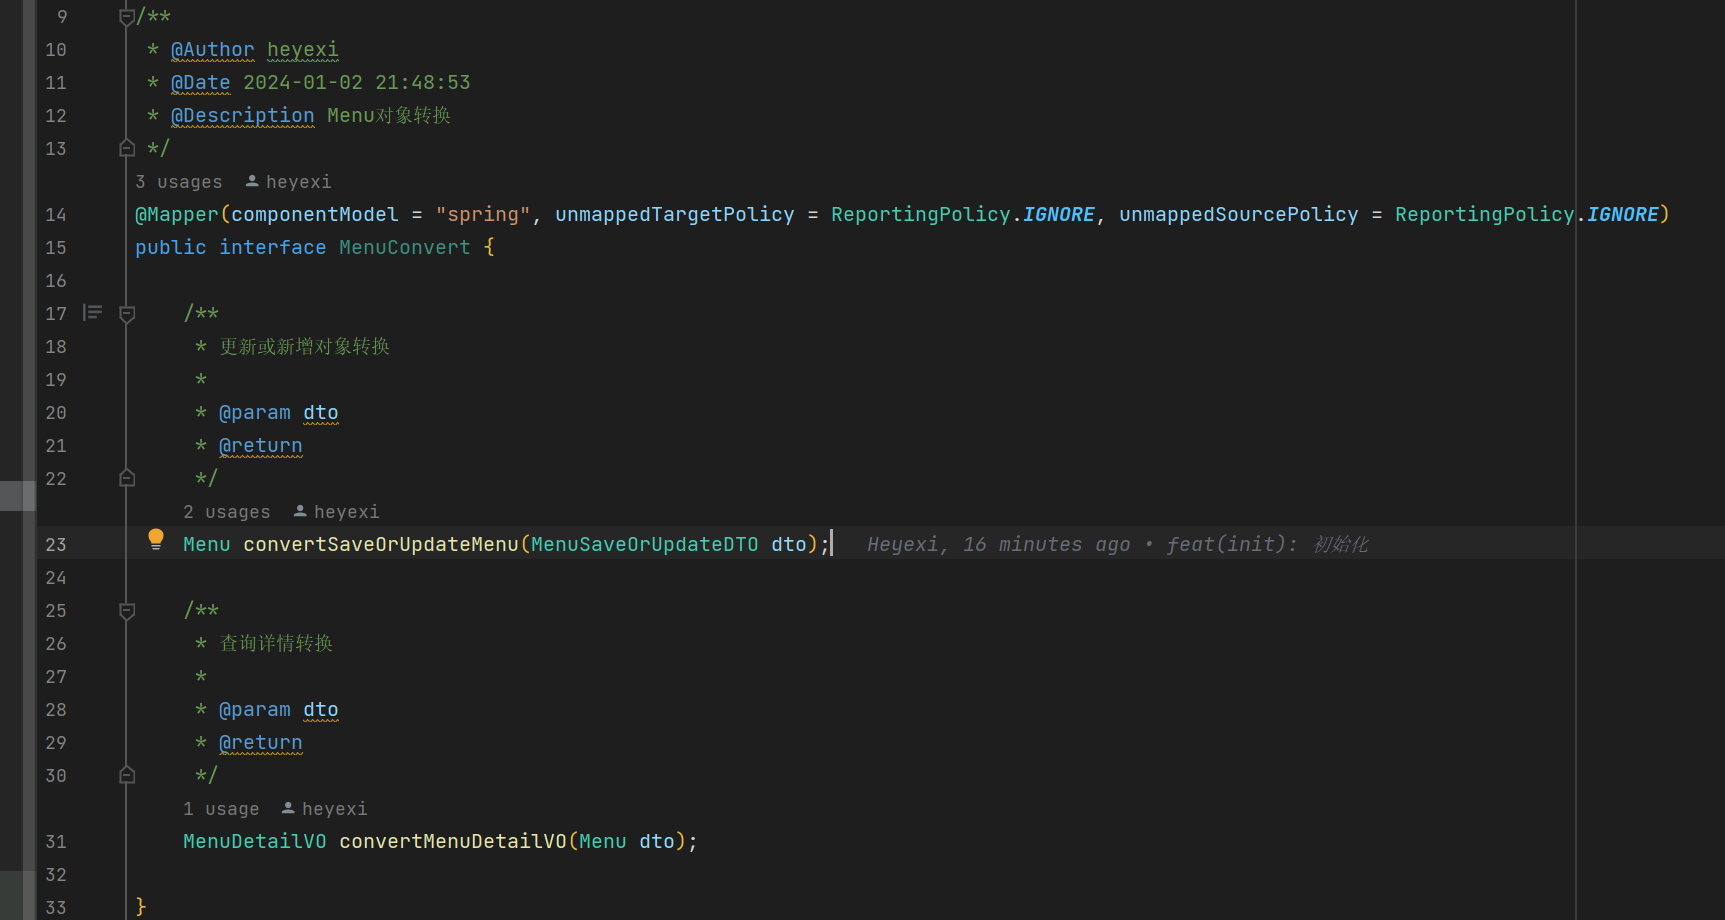 9 /**
10 * @Author heyexi
11 * @Date 2024-01-02 21:48:53
12 * @Description Menu对象转换
13 */
3 usages heyexi
14 @Mapper(componentModel = "spring", unmappedTargetPolicy = ReportingPolicy.IGNORE, unmappedSourcePolicy = ReportingPolicy.IGNORE)
15 public interface MenuConvert {
16
17 /**
18 * 更新或新增对象转换
19 *
20 * @param dto
21 * @return
22 */
2 usages heyexi
23 Menu convertSaveOrUpdateMenu(MenuSaveOrUpdateDTO dto); Heyexi, 16 minutes ago • feat(init): 初始化
24
25 /**
26 * 查询详情转换
27 *
28 * @param dto
29 * @return
30 */
1 usage heyexi
31 MenuDetailVO convertMenuDetailVO(Menu dto);
32
33 }